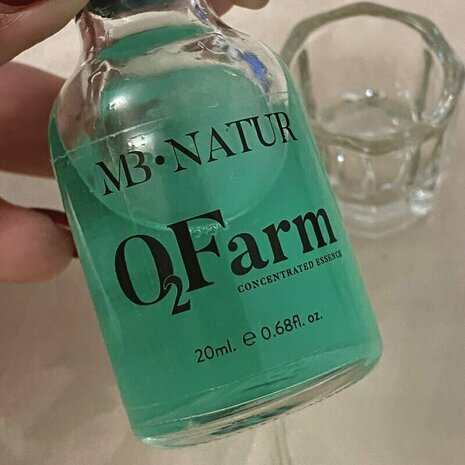 MB•NATUR
O2Farm
CONCENTRATED ESSENCE
20ml. e 0.68fl. oz.